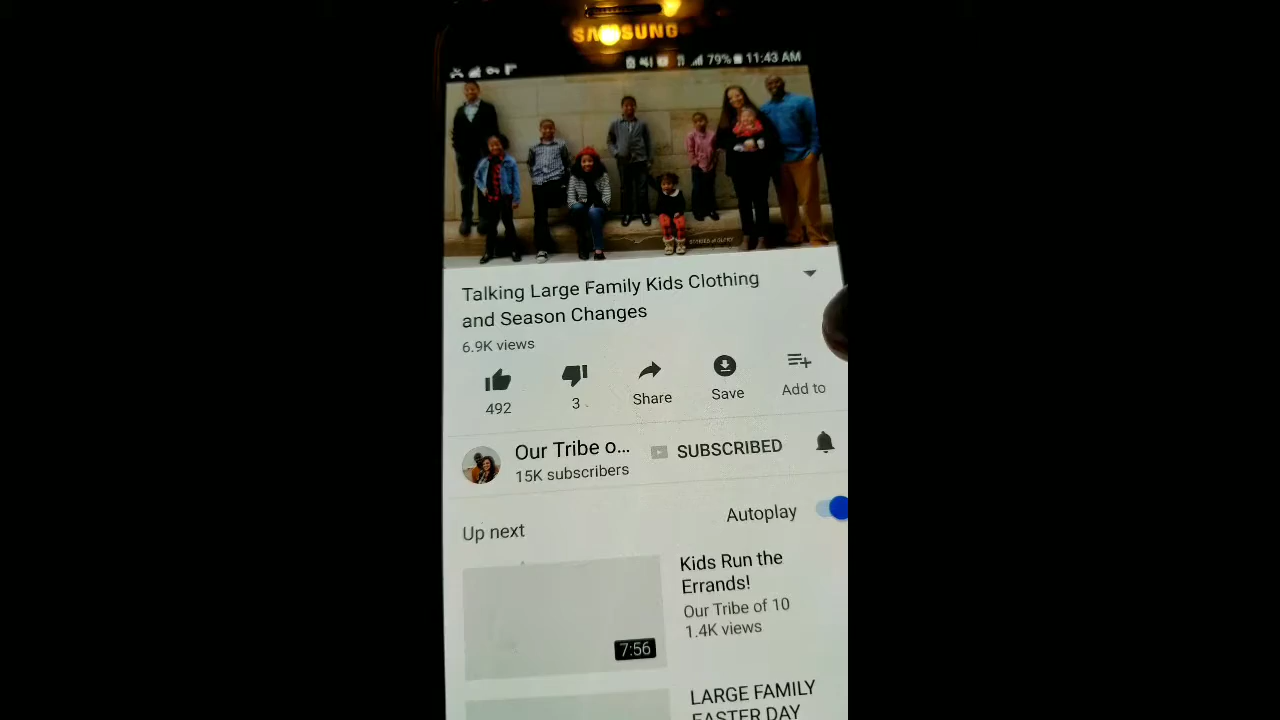 SAMSUNG
79% 11:43 AM
Talking Large Family Kids Clothing
and Season Changes
6.9K views
492
3
Share
Save
Add to
Our Tribe o...
SUBSCRIBED
15K subscribers
Up next
Autoplay
Kids Run the
Errands!
Our Tribe of 10
1.4K views
7:56
LARGE FAMILY
EASTER DAY